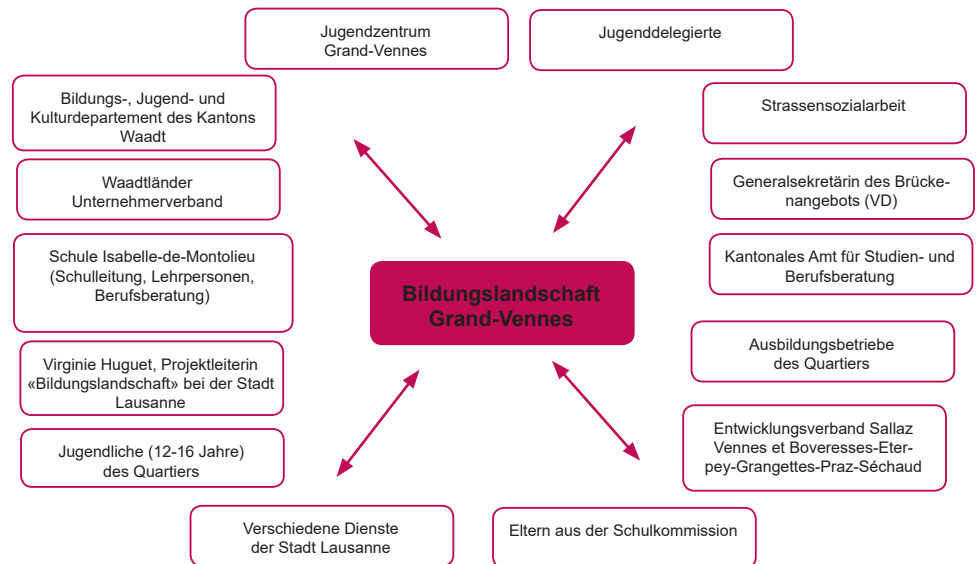 Jugendzentrum
Grand-Vennes
Jugenddelegierte
Bildungs-, Jugend- und
Kulturdepartement des Kantons
Waadt
Strassensozialarbeit
Waadtländer
Unternehmerverband
Generalsekretärin des Brücke-
nangebots (VD)
Schule Isabelle-de-Montolieu
(Schulleitung, Lehrpersonen,
Berufsberatung)
Kantonales Amt für Studien- und
Berufsberatung
Bildungslandschaft
Grand-Vennes
Virginie Huguet, Projektleiterin
«Bildungslandschaft» bei der Stadt
Lausanne
Ausbildungsbetriebe
des Quartiers
Jugendliche (12-16 Jahre)
des Quartiers
Entwicklungsverband Sallaz
Vennes et Boveresses-Eter-
pey-Grangettes-Praz-Séchaud
Verschiedene Dienste
der Stadt Lausanne
Eltern aus der Schulkommission